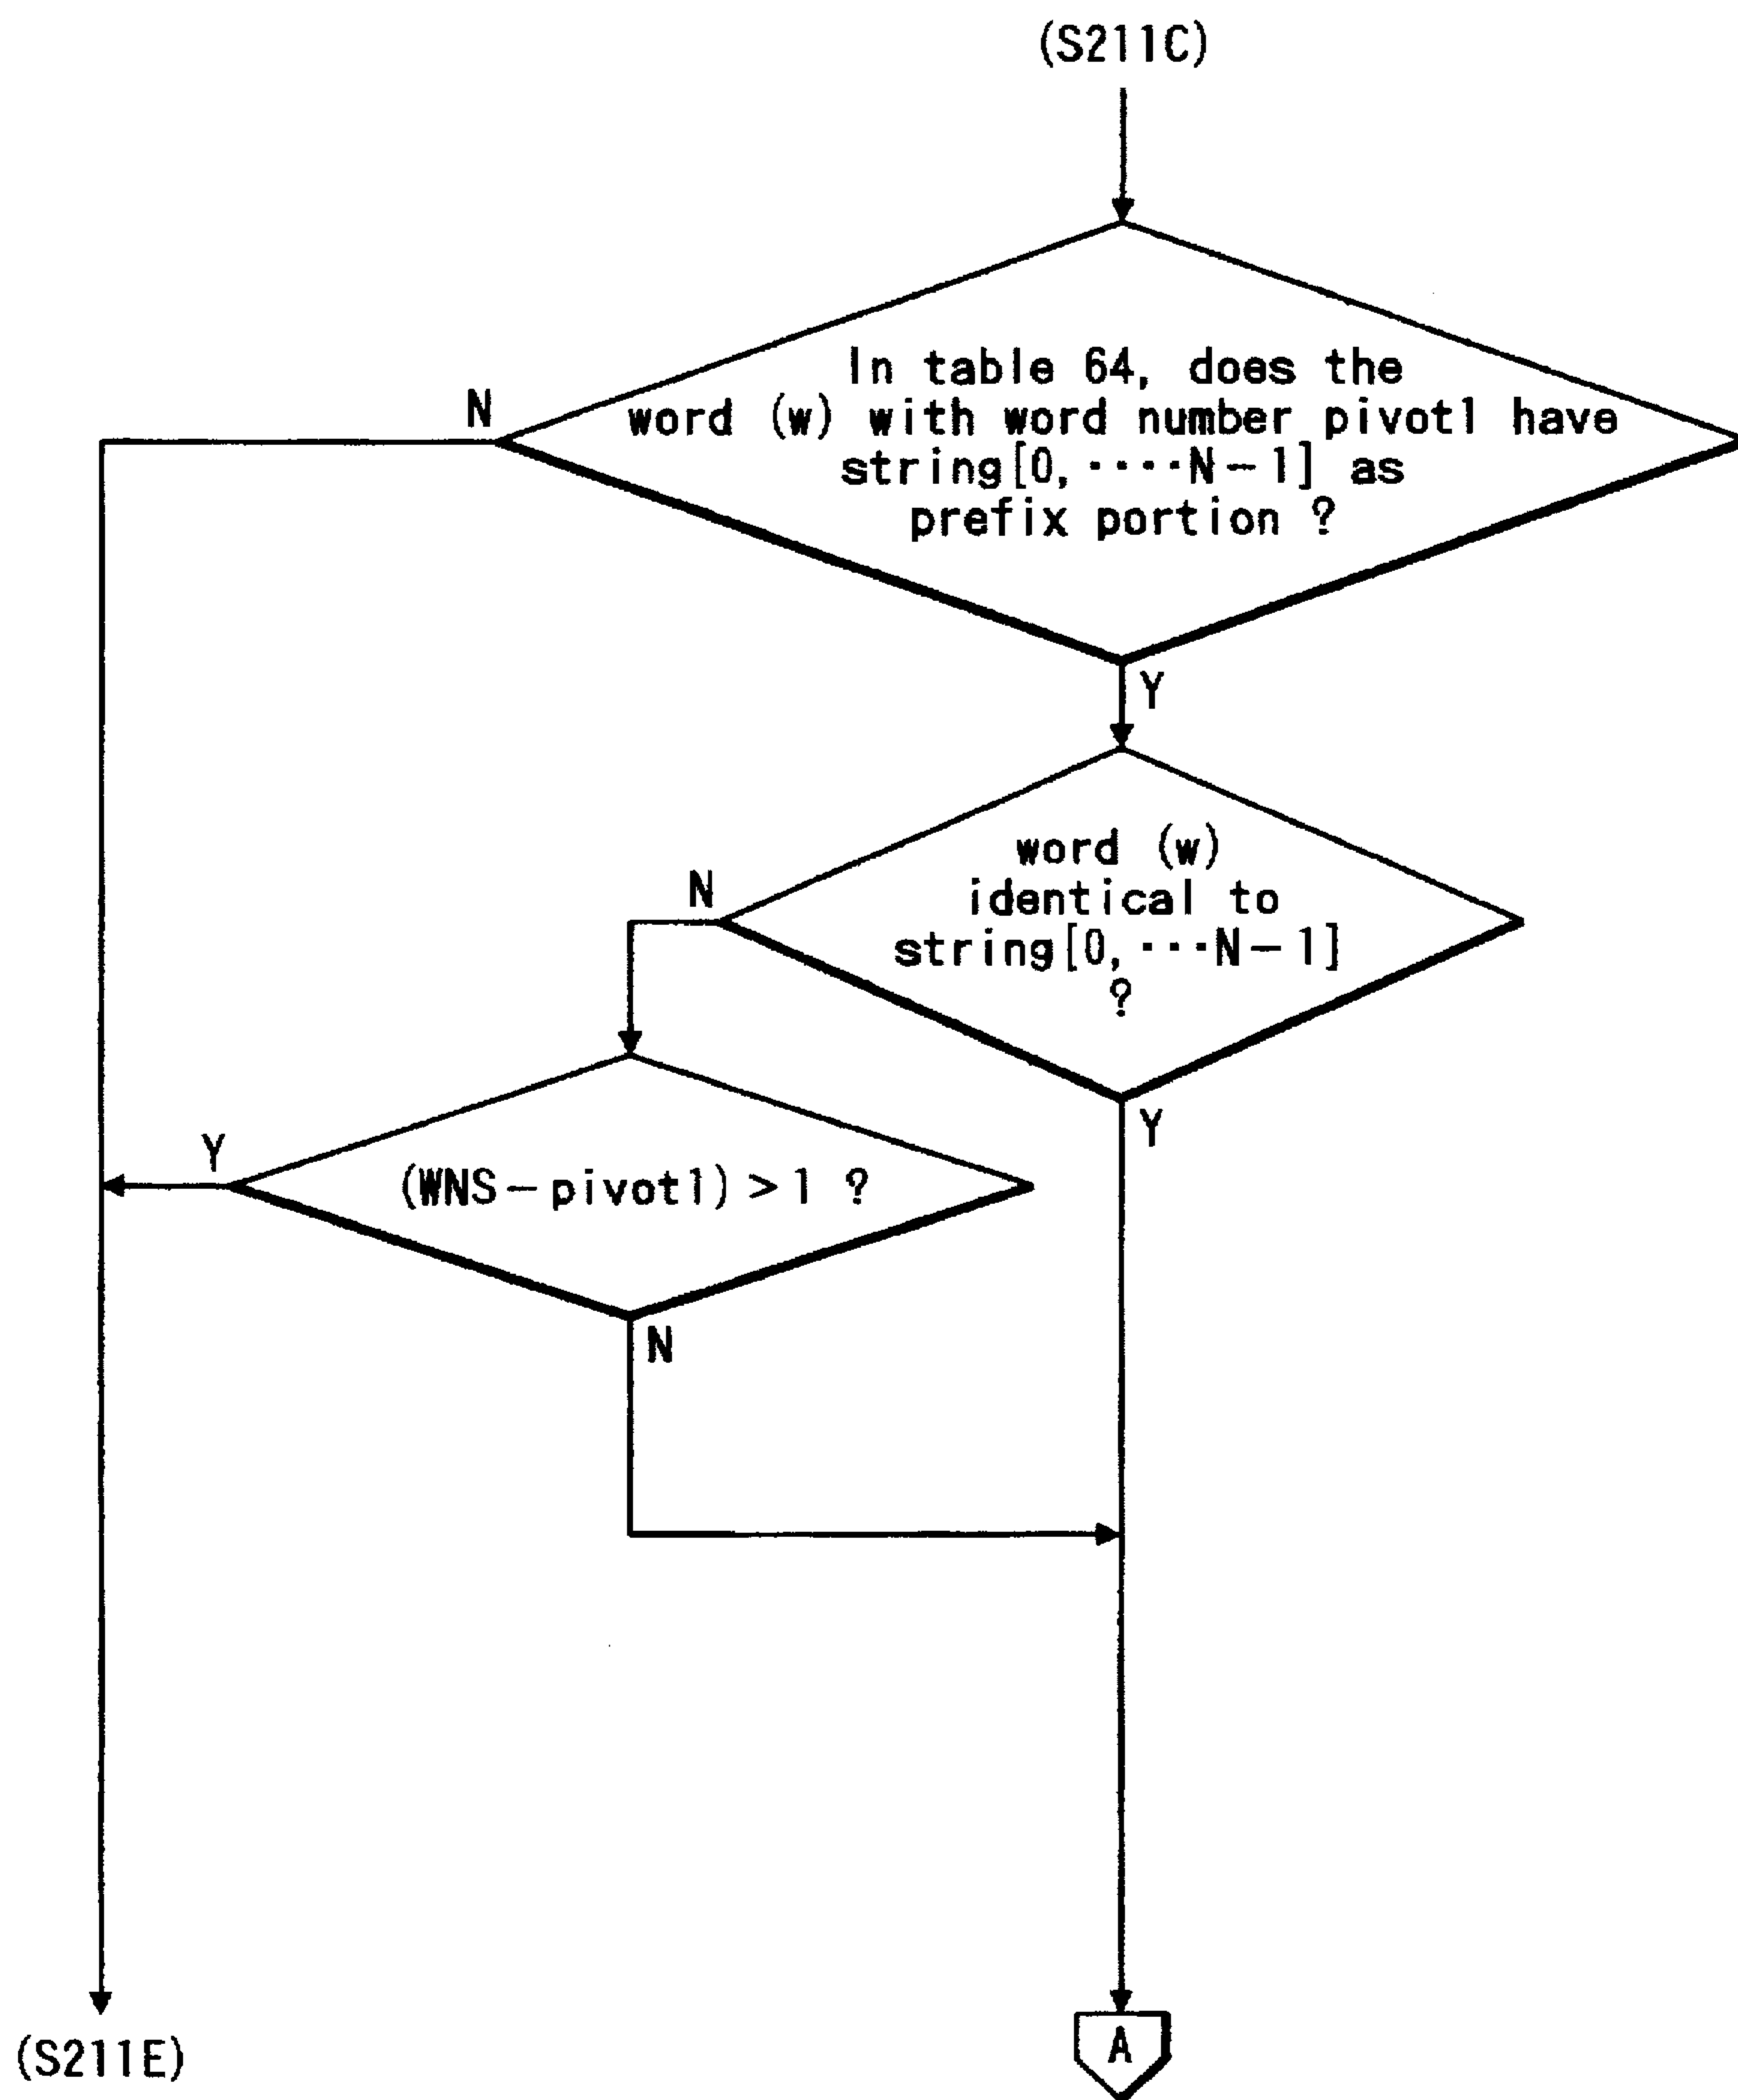 (S211C)
In table 64, does the
N
word (w) with word number pivot1 have
string[0, ····N-1] as
prefix portion ?
Y
word (w)
N
identical to
string[0, ···N-1]
?
Y
Y
(WNS-pivot1) > 1 ?
N
(S211E)
A